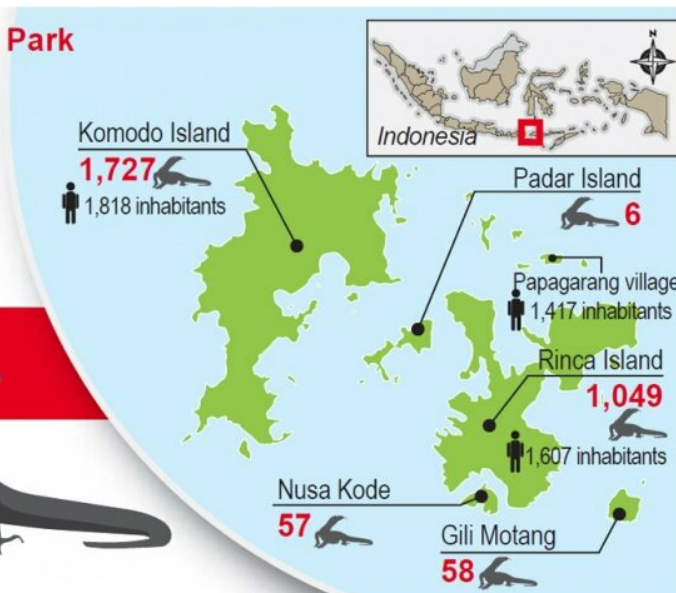 Park
Indonesia
N
Komodo Island
1,727
1,818 inhabitants
Padar Island
6
Papagarang village
1,417 inhabitants
Rinca Island
1,049
1,607 inhabitants
Nusa Kode
57
Gili Motang
58